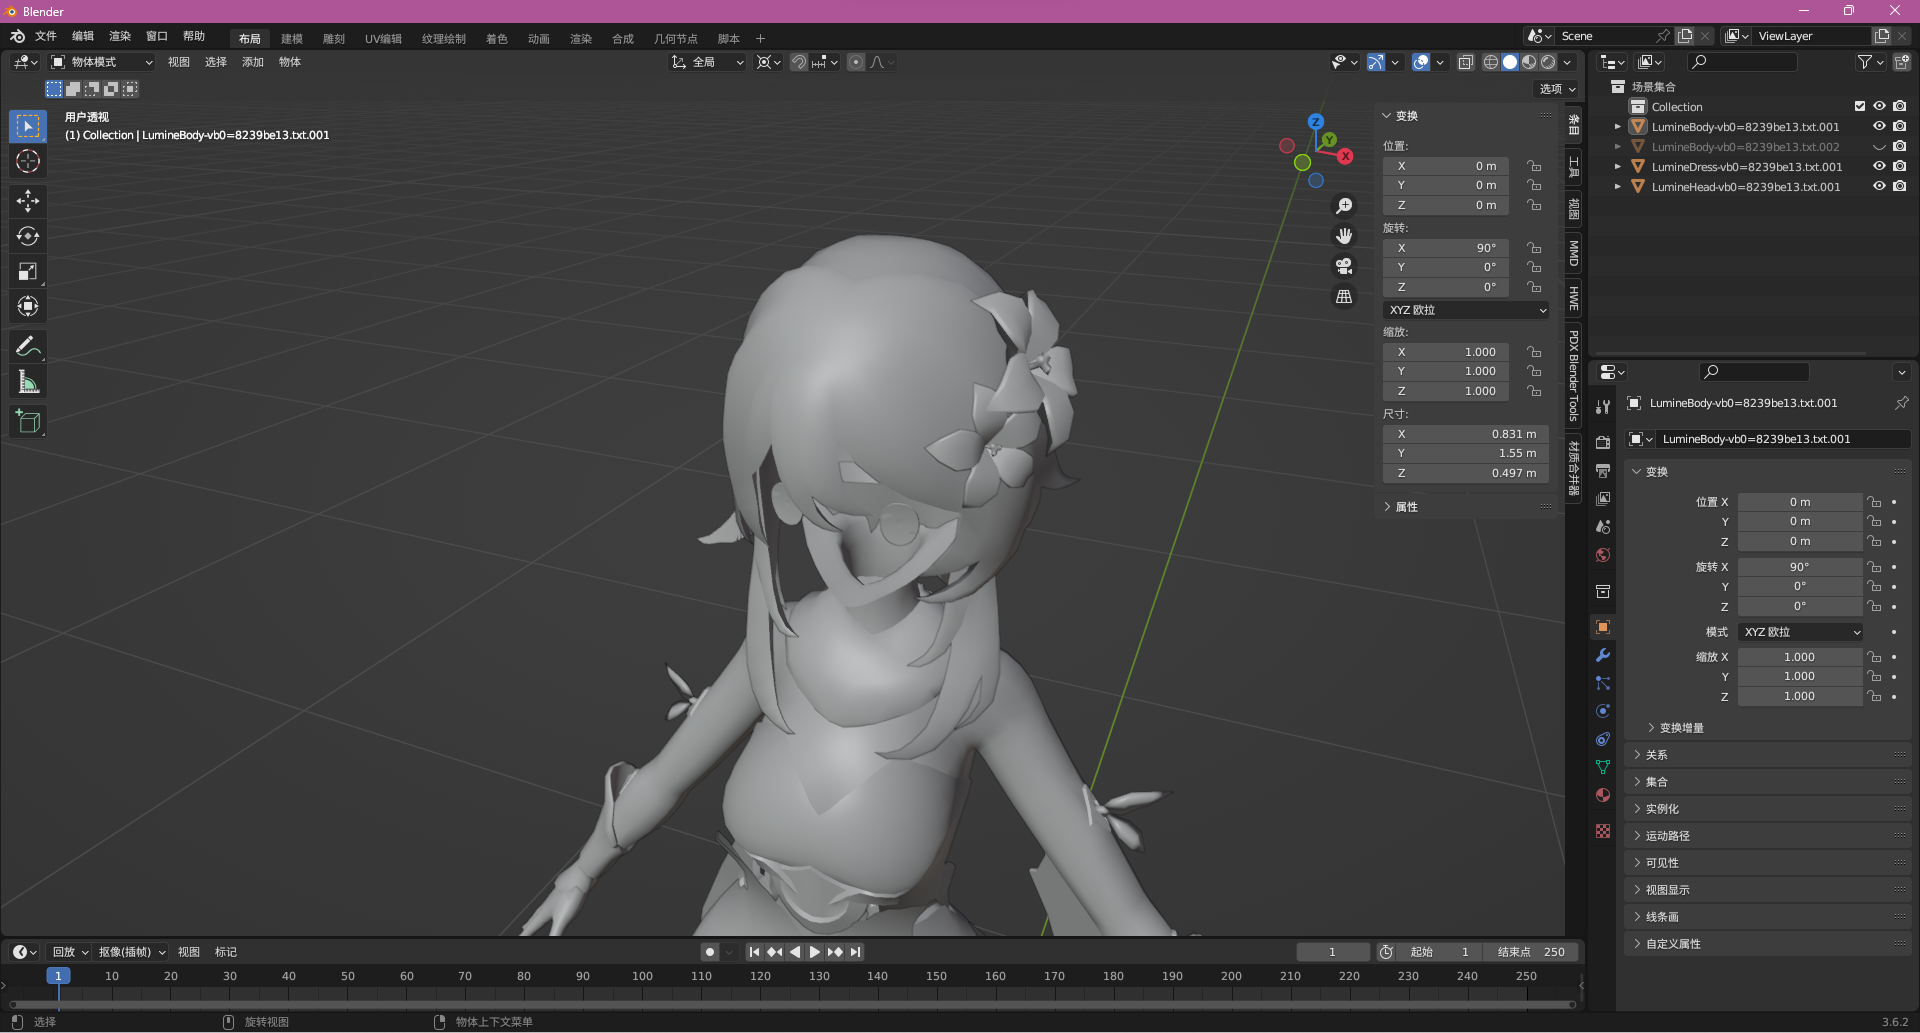 Blender
文件 编辑 渲染 窗口 帮助
布局 建模 雕刻 UV编辑 纹理绘制 着色 动画 渲染 合成 几何节点 脚本 +
Scene
ViewLayer
物体模式 视图 选择 添加 物体
全局
选项
用户透视
(1) Collection | LumineBody-vb0=8239be13.txt.001
Z
Y
X
变换
位置:
X 0 m
Y 0 m
Z 0 m
旋转:
X 90°
Y 0°
Z 0°
XYZ 欧拉
缩放:
X 1.000
Y 1.000
Z 1.000
尺寸:
X 0.831 m
Y 1.55 m
Z 0.497 m
属性
条目
工具
视图
MMD
HWE
PDX Blender Tools
材质合并器
场景集合
Collection
LumineBody-vb0=8239be13.txt.001
LumineBody-vb0=8239be13.txt.002
LumineDress-vb0=8239be13.txt.001
LumineHead-vb0=8239be13.txt.001
LumineBody-vb0=8239be13.txt.001
LumineBody-vb0=8239be13.txt.001
变换
位置 X 0 m
Y 0 m
Z 0 m
旋转 X 90°
Y 0°
Z 0°
模式 XYZ 欧拉
缩放 X 1.000
Y 1.000
Z 1.000
变换增量
关系
集合
实例化
运动路径
可见性
视图显示
线条画
自定义属性
回放 抠像(插帧) 视图 标记
1 起始 1 结束点 250
1 10 20 30 40 50 60 70 80 90 100 110 120 130 140 150 160 170 180 190 200 210 220 230 240 250
选择 旋转视图 物体上下文菜单
3.6.2